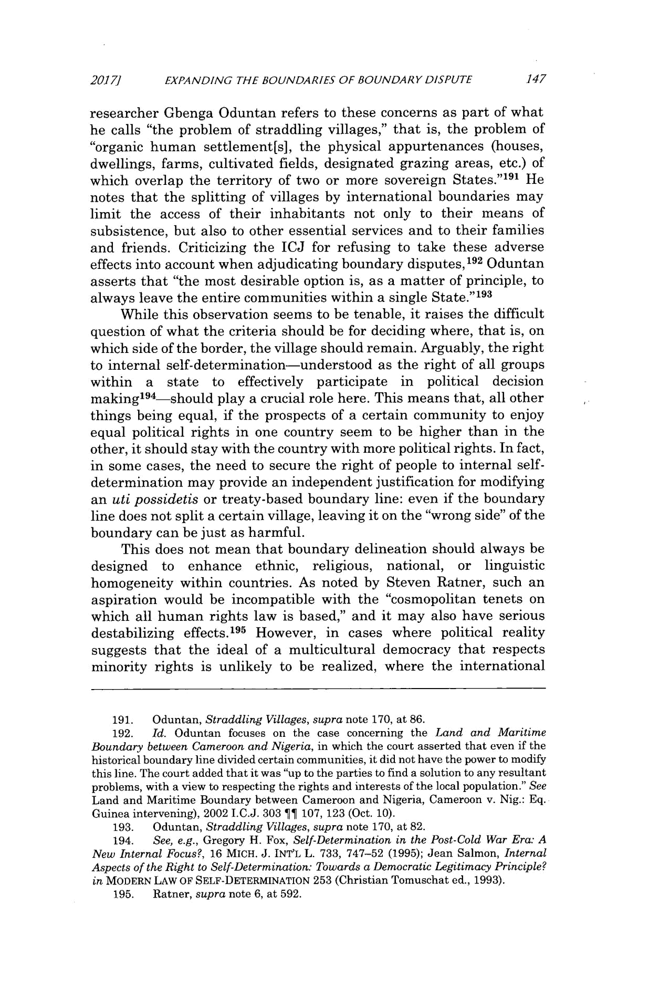 2017] EXPANDING THE BOUNDARIES OF BOUNDARY DISPUTE 147
researcher Gbenga Oduntan refers to these concerns as part of what
he calls “the problem of straddling villages,” that is, the problem of
“organic human settlement[s], the physical appurtenances (houses,
dwellings, farms, cultivated fields, designated grazing areas, etc.) of
which overlap the territory of two or more sovereign States.”191 He
notes that the splitting of villages by international boundaries may
limit the access of their inhabitants not only to their means of
subsistence, but also to other essential services and to their families
and friends. Criticizing the ICJ for refusing to take these adverse
effects into account when adjudicating boundary disputes,192 Oduntan
asserts that “the most desirable option is, as a matter of principle, to
always leave the entire communities within a single State.”193
While this observation seems to be tenable, it raises the difficult
question of what the criteria should be for deciding where, that is, on
which side of the border, the village should remain. Arguably, the right
to internal self-determination—understood as the right of all groups
within a state to effectively participate in political decision
making194—should play a crucial role here. This means that, all other
things being equal, if the prospects of a certain community to enjoy
equal political rights in one country seem to be higher than in the
other, it should stay with the country with more political rights. In fact,
in some cases, the need to secure the right of people to internal self-
determination may provide an independent justification for modifying
an uti possidetis or treaty-based boundary line: even if the boundary
line does not split a certain village, leaving it on the “wrong side” of the
boundary can be just as harmful.
This does not mean that boundary delineation should always be
designed to enhance ethnic, religious, national, or linguistic
homogeneity within countries. As noted by Steven Ratner, such an
aspiration would be incompatible with the “cosmopolitan tenets on
which all human rights law is based,” and it may also have serious
destabilizing effects.195 However, in cases where political reality
suggests that the ideal of a multicultural democracy that respects
minority rights is unlikely to be realized, where the international
191. Oduntan, Straddling Villages, supra note 170, at 86.
192. Id. Oduntan focuses on the case concerning the Land and Maritime
Boundary between Cameroon and Nigeria, in which the court asserted that even if the
historical boundary line divided certain communities, it did not have the power to modify
this line. The court added that it was “up to the parties to find a solution to any resultant
problems, with a view to respecting the rights and interests of the local population.” See
Land and Maritime Boundary between Cameroon and Nigeria, Cameroon v. Nig.: Eq.
Guinea intervening), 2002 I.C.J. 303 ¶¶ 107, 123 (Oct. 10).
193. Oduntan, Straddling Villages, supra note 170, at 82.
194. See, e.g., Gregory H. Fox, Self-Determination in the Post-Cold War Era: A
New Internal Focus?, 16 MICH. J. INT’L L. 733, 747–52 (1995); Jean Salmon, Internal
Aspects of the Right to Self-Determination: Towards a Democratic Legitimacy Principle?
in MODERN LAW OF SELF-DETERMINATION 253 (Christian Tomuschat ed., 1993).
195. Ratner, supra note 6, at 592.